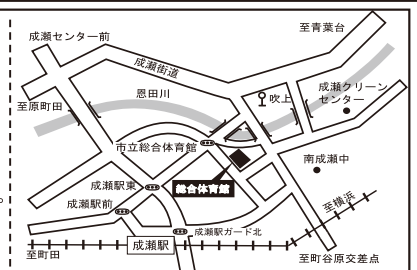 成瀬センター前
至青葉台
成瀬街道
恩田川
吹上
成瀬クリーン
センター
至原町田
市立総合体育館
南成瀬中
成瀬駅東
総合体育館
成瀬駅前
至横浜
成瀬駅ガード北
成瀬駅
至町田
至町谷原交差点